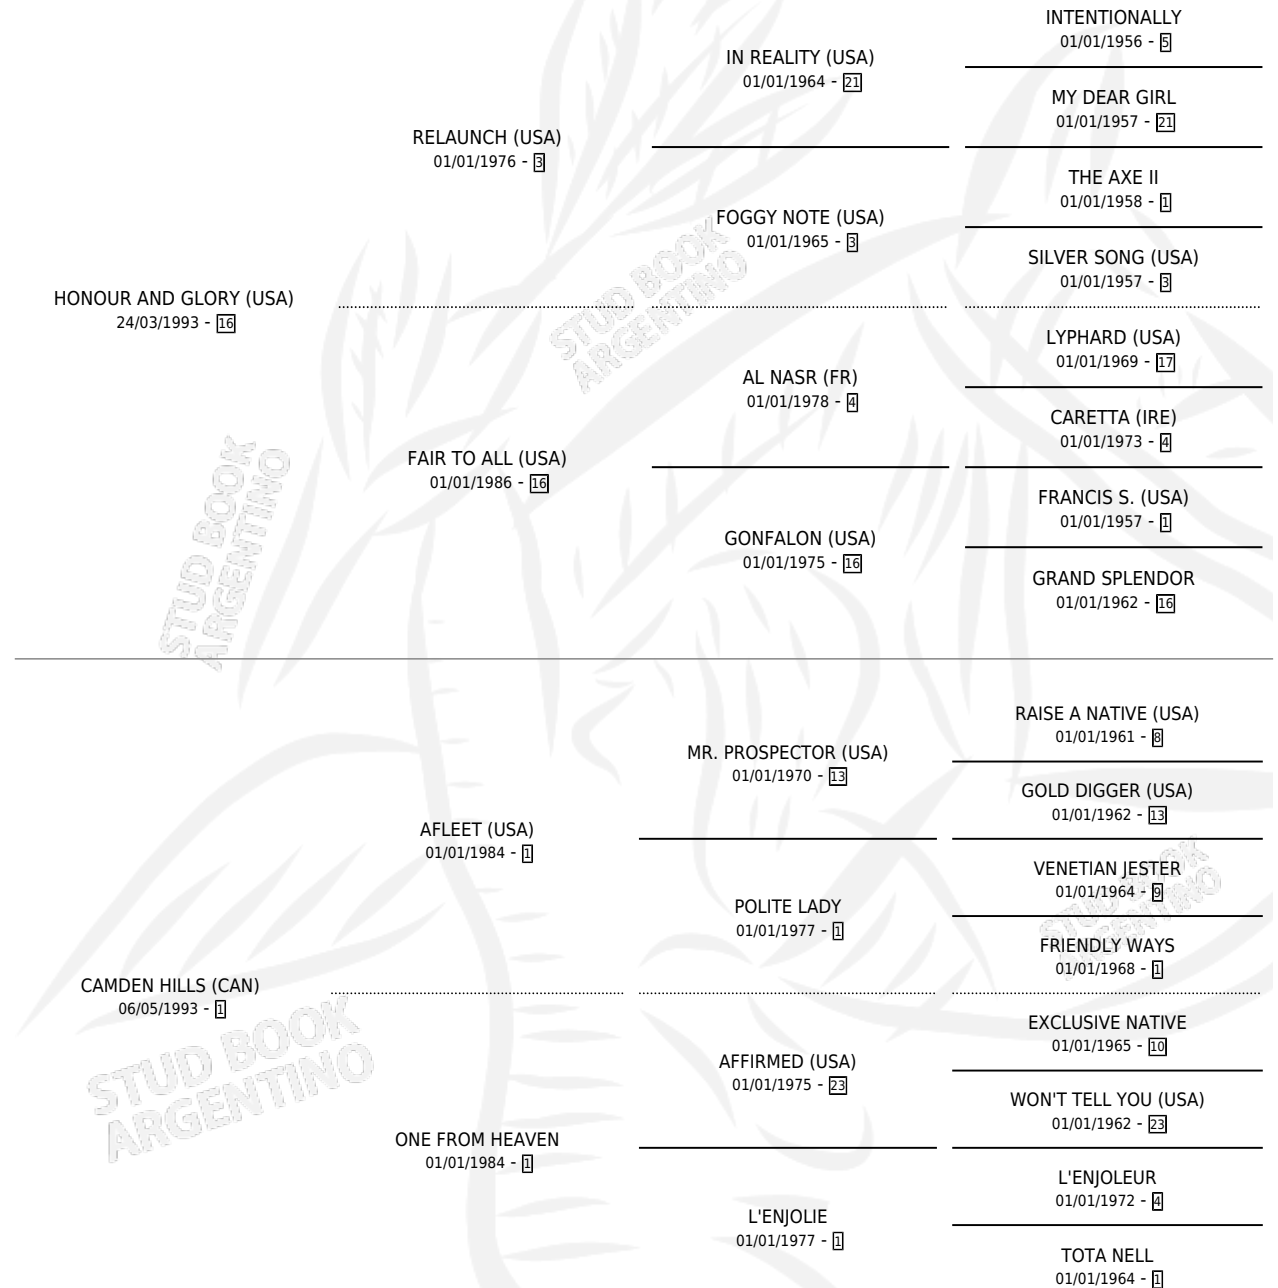 INTENTIONALLY
01/01/1956 - 5
IN REALITY (USA)
01/01/1964 - 21
MY DEAR GIRL
01/01/1957 - 21
RELAUNCH (USA)
01/01/1976 - 3
THE AXE II
01/01/1958 - 1
FOGGY NOTE (USA)
01/01/1965 - 3
SILVER SONG (USA)
01/01/1957 - 3
HONOUR AND GLORY (USA)
24/03/1993 - 16
LYPHARD (USA)
01/01/1969 - 17
AL NASR (FR)
01/01/1978 - 4
CARETTA (IRE)
01/01/1973 - 4
FAIR TO ALL (USA)
01/01/1986 - 16
FRANCIS S. (USA)
01/01/1957 - 1
GONFALON (USA)
01/01/1975 - 16
GRAND SPLENDOR
01/01/1962 - 16
RAISE A NATIVE (USA)
01/01/1961 - 8
MR. PROSPECTOR (USA)
01/01/1970 - 13
GOLD DIGGER (USA)
01/01/1962 - 13
AFLEET (USA)
01/01/1984 - 1
VENETIAN JESTER
01/01/1964 - 9
POLITE LADY
01/01/1977 - 1
FRIENDLY WAYS
01/01/1968 - 1
CAMDEN HILLS (CAN)
06/05/1993 - 1
EXCLUSIVE NATIVE
01/01/1965 - 10
AFFIRMED (USA)
01/01/1975 - 23
WON'T TELL YOU (USA)
01/01/1962 - 23
ONE FROM HEAVEN
01/01/1984 - 1
L'ENJOLEUR
01/01/1972 - 4
L'ENJOLIE
01/01/1977 - 1
TOTA NELL
01/01/1964 - 1
STUD BOOK
ARGENTINO
STUD BOOK
ARGENTINO
STUD BOOK
ARGENTINO
STUD BOOK
ARGENTINO